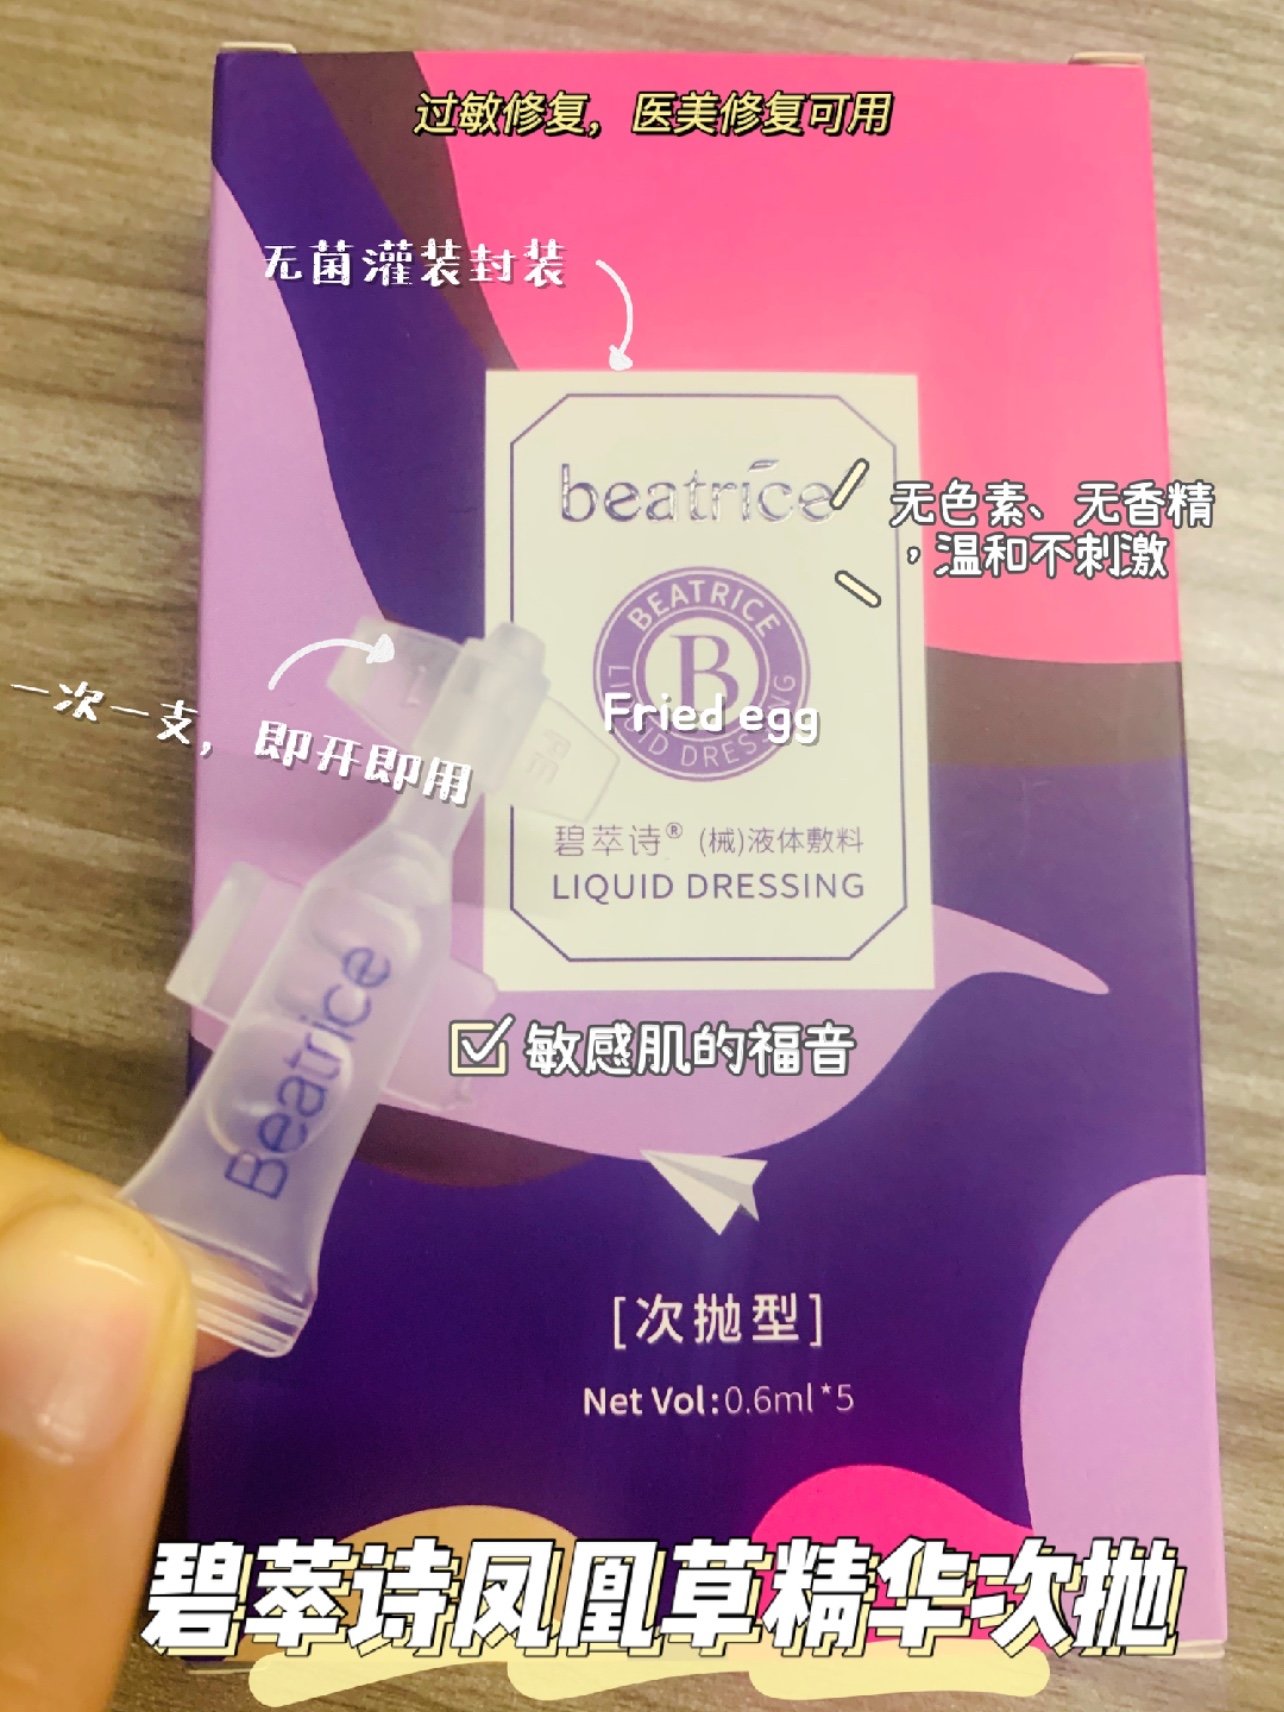 过敏修复，医美修复可用
无菌灌装封装
beatrice
无色素、无香精
，温和不刺激
BEATRICE
B
LIQUID DRESSING
Fried egg
一次一支，即开即用
碧萃诗® (械)液体敷料
LIQUID DRESSING
Beatrice
敏感肌的福音
[次抛型]
Net Vol:0.6ml*5
碧萃诗凤凰草精华次抛